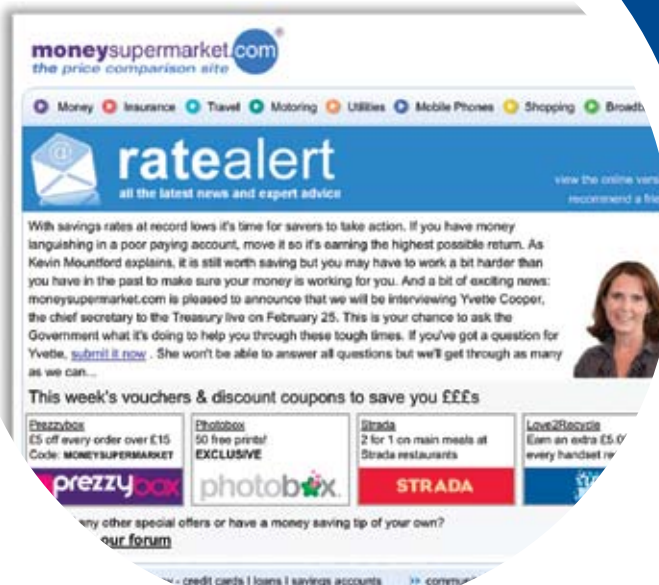 moneysupermarket.com®
the price comparison site
Money Insurance Travel Motoring Utilities Mobile Phones Shopping Broadb
ratealert
all the latest news and expert advice
view the online vers
recommend a frie
With savings rates at record lows it's time for savers to take action. If you have money
languishing in a poor paying account, move it so it's earning the highest possible return. As
Kevin Mountford explains, it is still worth saving but you may have to work a bit harder than
you have in the past to make sure your money is working for you. And a bit of exciting news:
moneysupermarket.com is pleased to announce that we will be interviewing Yvette Cooper,
the chief secretary to the Treasury live on February 25. This is your chance to ask the
Government what it's doing to help you through these tough times. If you've got a question for
Yvette, submit it now . She won't be able to answer all questions but we'll get through as many
as we can...
This week's vouchers & discount coupons to save you £££s
Prezzybox
£5 off every order over £15
Code: MONEYSUPERMARKET
prezzybox
Photobox
50 free prints!
EXCLUSIVE
photobox.
Strada
2 for 1 on main meals at
Strada restaurants
STRADA
Love2Recycle
Earn an extra £5.0
every handset re
any other special offers or have a money saving tip of your own?
our forum
- credit cards | loans | savings accounts